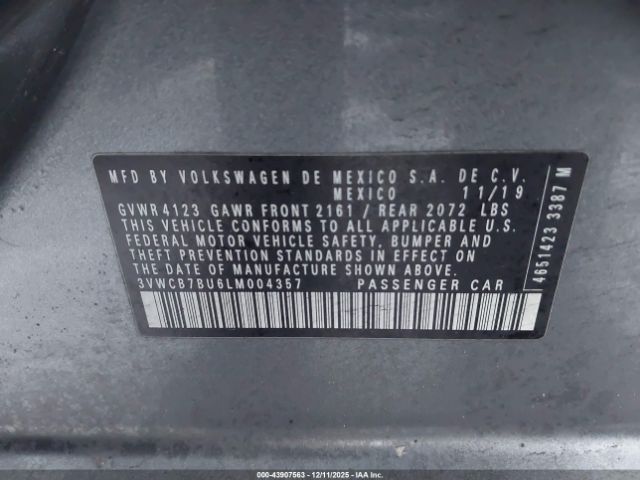 MFD BY VOLKSWAGEN DE MEXICO S.A. DE C.V.
MEXICO 11/19
GVWR 4123 GAWR FRONT 2161 / REAR 2072 LBS
THIS VEHICLE CONFORMS TO ALL APPLICABLE U.S.
FEDERAL MOTOR VEHICLE SAFETY, BUMPER AND
THEFT PREVENTION STANDARDS IN EFFECT ON
THE DATE OF MANUFACTURE SHOWN ABOVE.
3VWCB7BU6LM004357 PASSENGER CAR
4651423 3387 M
000-43907563 - 12/11/2025 - IAA Inc.